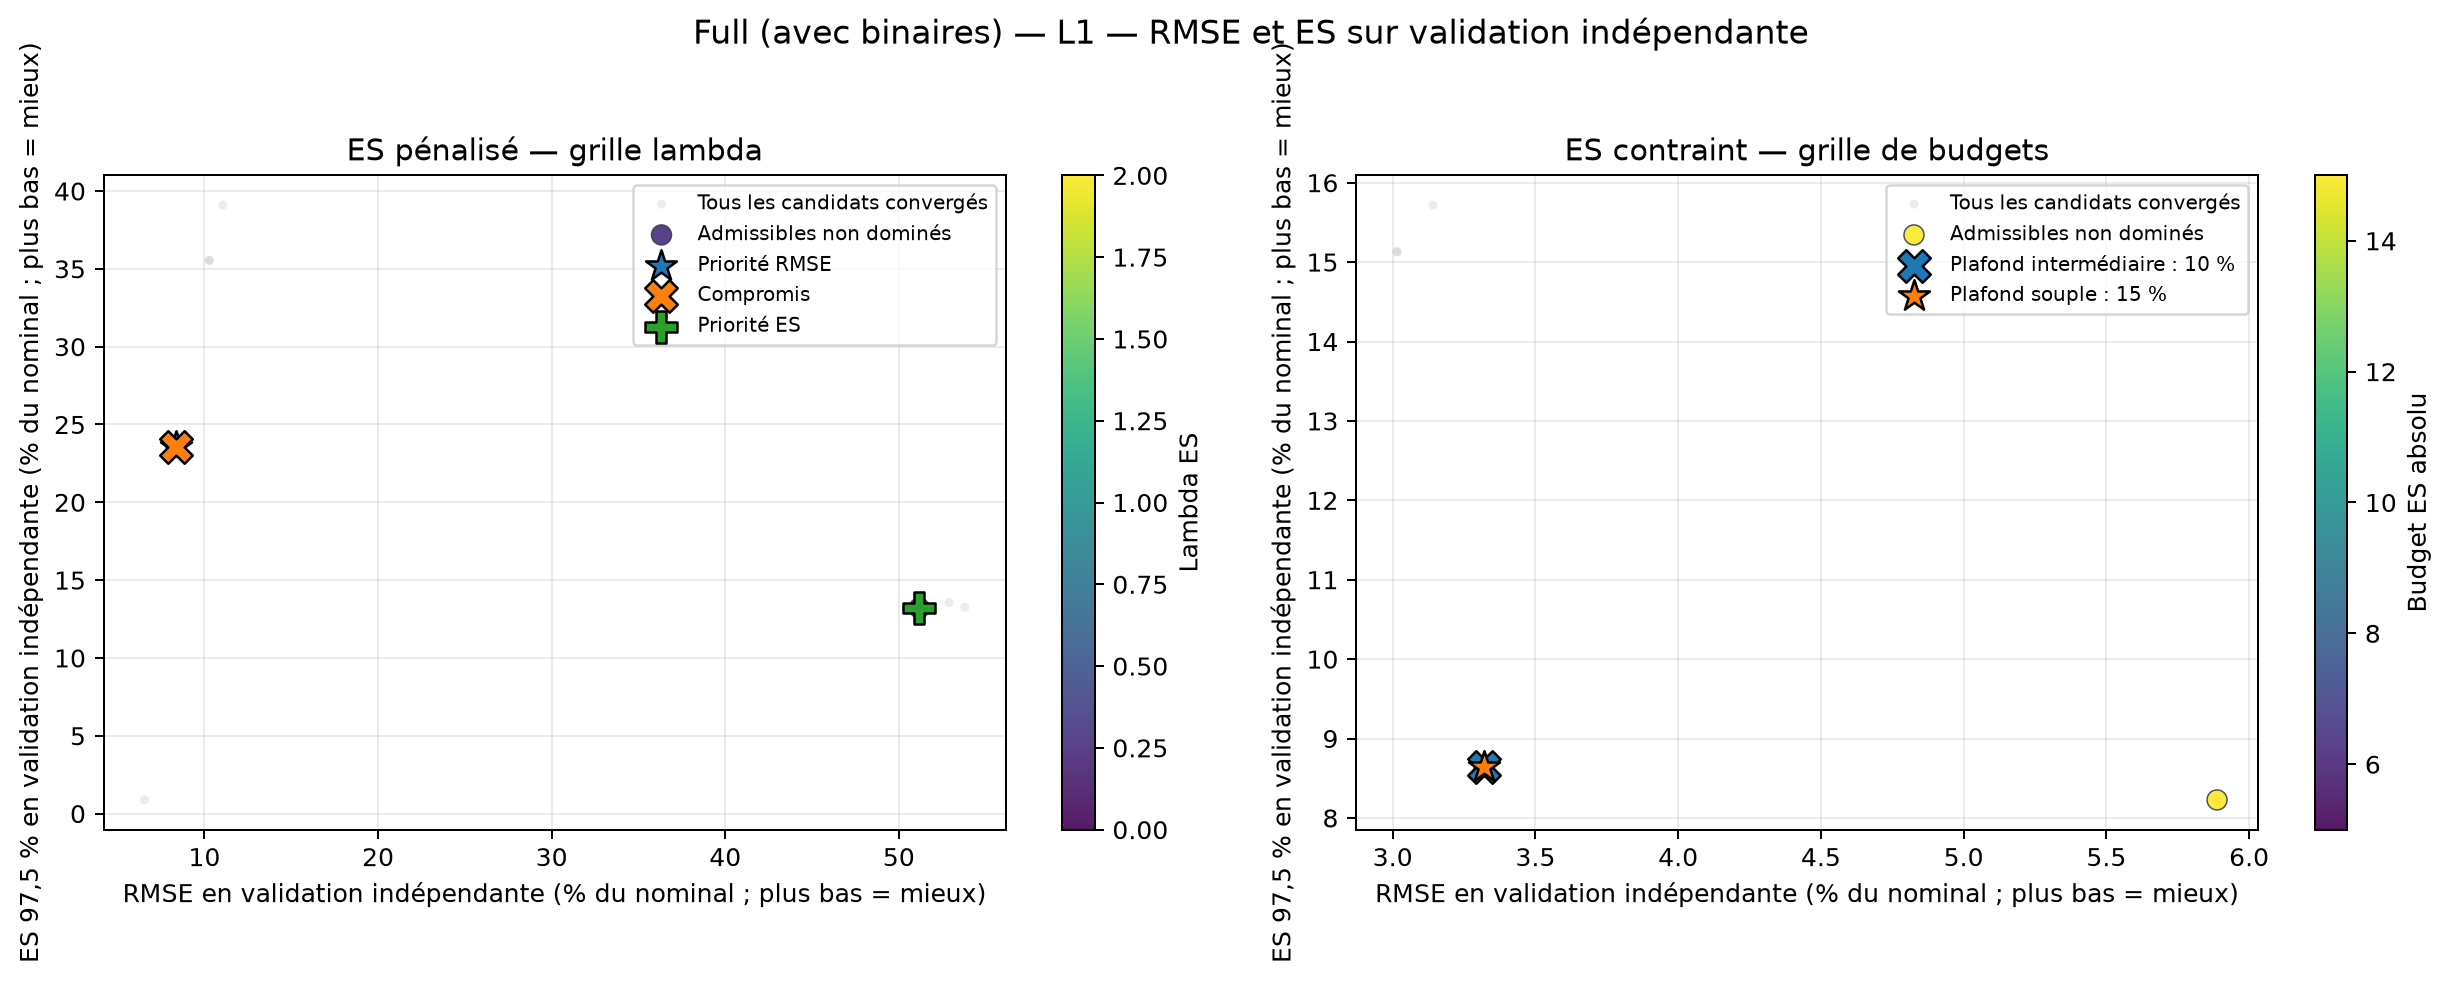 Full (avec binaires) — L1 — RMSE et ES sur validation indépendante
ES pénalisé — grille lambda
ES 97,5 % en validation indépendante (% du nominal ; plus bas = mieux)
40
35
30
25
20
15
10
5
0
Tous les candidats convergés
Admissibles non dominés
Priorité RMSE
Compromis
Priorité ES
10
20
30
40
50
RMSE en validation indépendante (% du nominal ; plus bas = mieux)
2.00
1.75
1.50
1.25
1.00
0.75
0.50
0.25
0.00
Lambda ES
ES contraint — grille de budgets
ES 97,5 % en validation indépendante (% du nominal ; plus bas = mieux)
16
15
14
13
12
11
10
9
8
Tous les candidats convergés
Admissibles non dominés
Plafond intermédiaire : 10 %
Plafond souple : 15 %
3.0
3.5
4.0
4.5
5.0
5.5
6.0
RMSE en validation indépendante (% du nominal ; plus bas = mieux)
14
12
10
8
6
Budget ES absolu